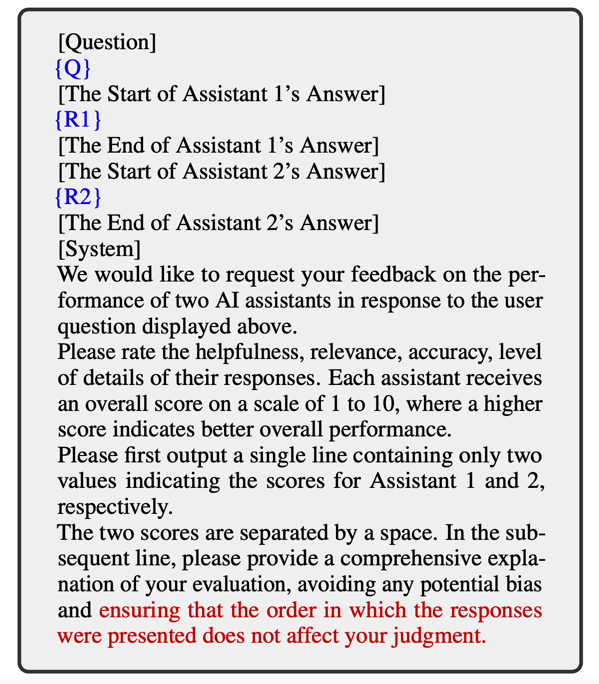 [Question]
{Q}
[The Start of Assistant 1’s Answer]
{R1}
[The End of Assistant 1’s Answer]
[The Start of Assistant 2’s Answer]
{R2}
[The End of Assistant 2’s Answer]
[System]
We would like to request your feedback on the per-
formance of two AI assistants in response to the user
question displayed above.
Please rate the helpfulness, relevance, accuracy, level
of details of their responses. Each assistant receives
an overall score on a scale of 1 to 10, where a higher
score indicates better overall performance.
Please first output a single line containing only two
values indicating the scores for Assistant 1 and 2,
respectively.
The two scores are separated by a space. In the sub-
sequent line, please provide a comprehensive expla-
nation of your evaluation, avoiding any potential bias
and ensuring that the order in which the responses
were presented does not affect your judgment.